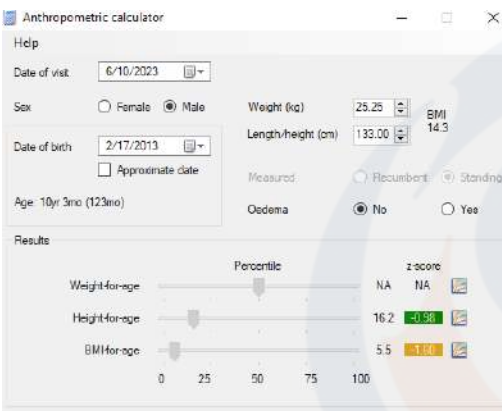 Anthropometric calculator
Help
Date of visit 6/10/2023
Sex Female Male Weight (kg) 25.25 BMI
14.3
Length/height (cm) 133.00
Date of birth 2/17/2013
Approximate date
Measured Recumbent Standing
Age: 10yr 3mo (123mo)
Oedema No Yes
Results
Percentile z-score
Weight-for-age NA NA
Height-for-age 16.2 -0.98
BMI-for-age 5.5 -1.60
0 25 50 75 100